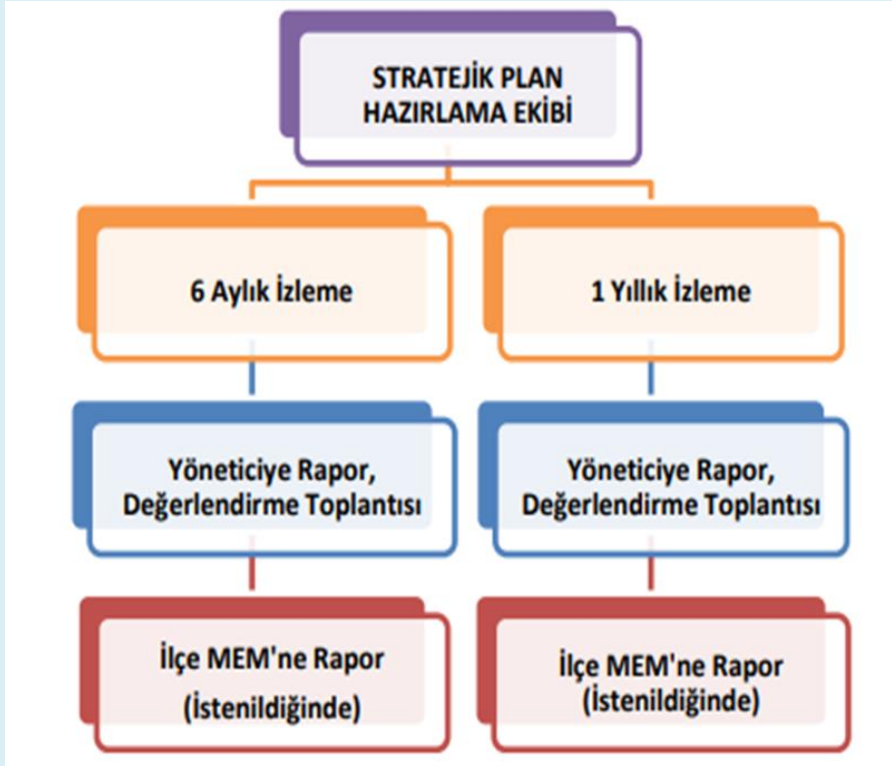 STRATEJİK PLAN
HAZIRLAMA EKİBİ
6 Aylık İzleme
1 Yıllık İzleme
Yöneticiye Rapor,
Değerlendirme Toplantısı
Yöneticiye Rapor,
Değerlendirme Toplantısı
İlçe MEM'ne Rapor
(İstenildiğinde)
İlçe MEM'ne Rapor
(İstenildiğinde)